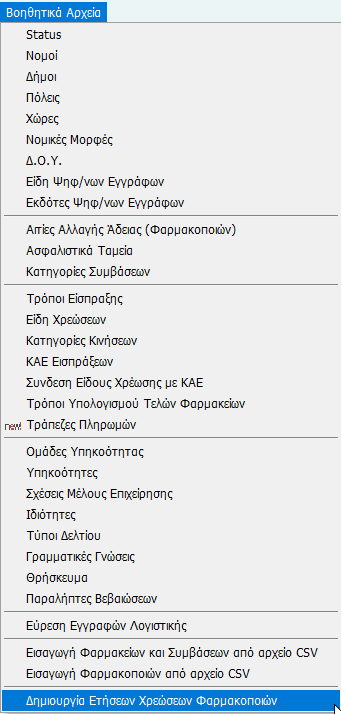 Βοηθητικά Αρχεία
Status
Νομοί
Δήμοι
Πόλεις
Χώρες
Νομικές Μορφές
Δ.Ο.Υ.
Είδη Ψηφ/νων Εγγράφων
Εκδότες Ψηφ/νων Εγγράφων
Αιτίες Αλλαγής Άδειας (Φαρμακοποιών)
Ασφαλιστικά Ταμεία
Κατηγορίες Συμβάσεων
Τρόποι Είσπραξης
Είδη Χρεώσεων
Κατηγορίες Κινήσεων
ΚΑΕ Εισπράξεων
Συνδεση Είδους Χρέωσης με ΚΑΕ
Τρόποι Υπολογισμού Τελών Φαρμακείων
new! Τράπεζες Πληρωμών
Ομάδες Υπηκοότητας
Υπηκοότητες
Σχέσεις Μέλους Επιχείρησης
Ιδιότητες
Τύποι Δελτίου
Γραμματικές Γνώσεις
Θρήσκευμα
Παραλήπτες Βεβαιώσεων
Εύρεση Εγγραφών Λογιστικής
Εισαγωγή Φαρμακείων και Συμβάσεων από αρχείο CSV
Εισαγωγή Φαρμακοποιών από αρχείο CSV
Δημιουργία Ετήσεων Χρεώσεων Φαρμακοποιών